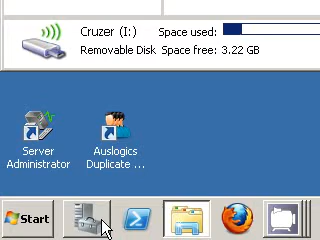 Cruzer (I:) Space used:
Removable Disk Space free: 3.22 GB
Server Administrator
Auslogics Duplicate ...
Start